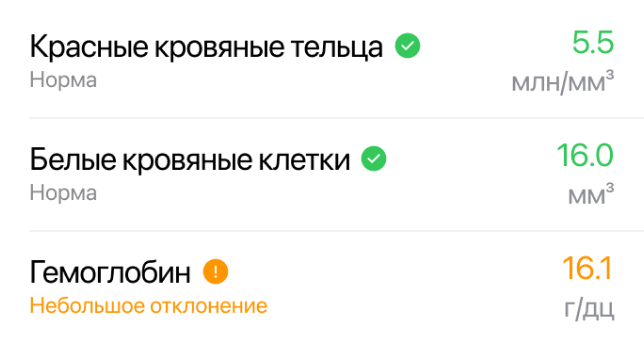 Красные кровяные тельца
5.5
Норма
млн/мм³
Белые кровяные клетки
16.0
Норма
мм³
Гемоглобин
16.1
Небольшое отклонение
г/дц